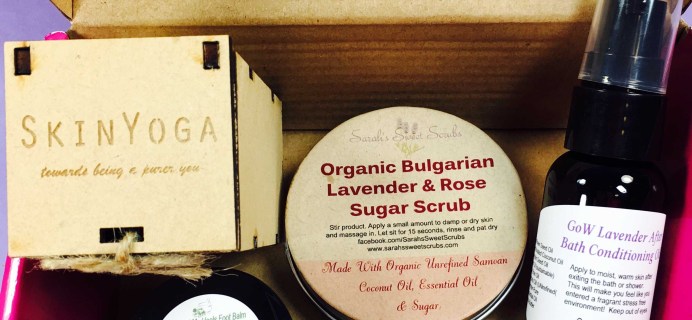 SKINYOGA
towards being a purer you
Sarah's Sweet Scrubs
Organic Bulgarian
Lavender & Rose
Sugar Scrub
Stir product. Apply a small amount to damp or dry skin
and massage in. Let sit for 15 seconds, rinse and pat dry
facebook.com/SarahsSweetScrubs
www.sarahsweetscrubs.com
Made With Organic Unrefined Samoan
Coconut Oil, Essential Oil
& Sugar.
GoW Lavender
Bath Conditioning
Apply to moist, warm skin after
exiting the bath or shower.
This will make you feel like you
entered a fragrant stress free
environment! Keep out of eyes
Foot Balm